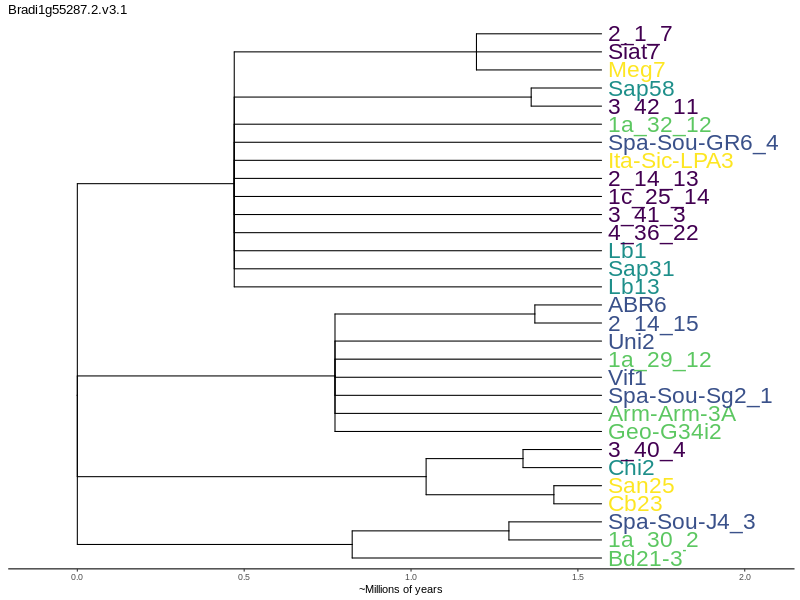 Bradi1g55287.2.v3.1
2_1_7
Siat7
Meg7
Sap58
3_42_11
1a_32_12
Spa-Sou-GR6_4
Ita-Sic-LPA3
2_14_13
1c_25_14
3_41_3
4_36_22
Lb1
Sap31
Lb13
ABR6
2_14_15
Uni2
1a_29_12
Vif1
Spa-Sou-Sg2_1
Arm-Arm-3A
Geo-G34i2
3_40_4
Chi2
San25
Cb23
Spa-Sou-J4_3
1a_30_2
Bd21-3
0.0 0.5 1.0 1.5 2.0
~Millions of years